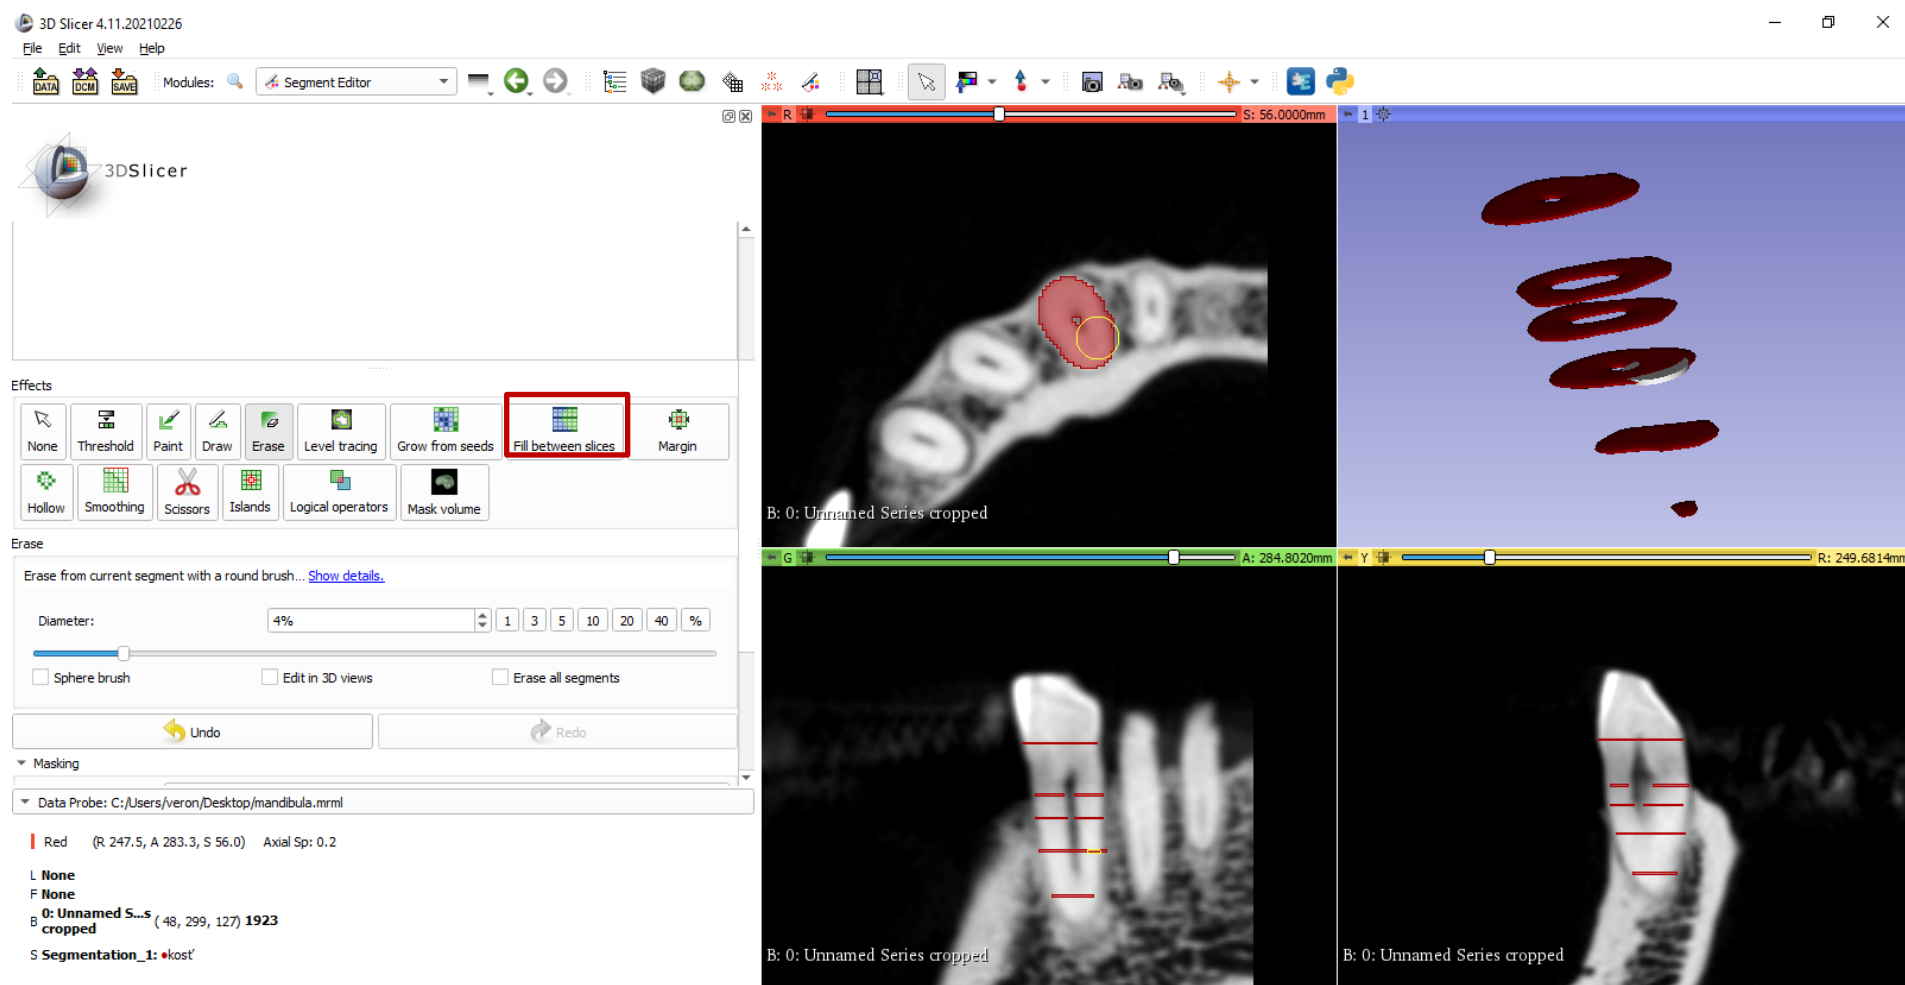 3D Slicer 4.11.20210226
File Edit View Help
DATA DCM SAVE Modules: Segment Editor
R S: 56.0000mm 1
3DSlicer
B: 0: Unnamed Series cropped
Effects
None Threshold Paint Draw Erase Level tracing Grow from seeds Fill between slices Margin
Hollow Smoothing Scissors Islands Logical operators Mask volume
Erase
Erase from current segment with a round brush... Show details.
Diameter: 4% 1 3 5 10 20 40 %
Sphere brush Edit in 3D views Erase all segments
Undo Redo
Masking
Data Probe: C:/Users/veron/Desktop/mandibula.mrml
Red (R 247.5, A 283.3, S 56.0) Axial Sp: 0.2
L None
F None
B 0: Unnamed S...s cropped ( 48, 299, 127) 1923
S Segmentation_1: •kosť
G A: 284.8020mm
B: 0: Unnamed Series cropped
Y R: 249.6814mm
B: 0: Unnamed Series cropped